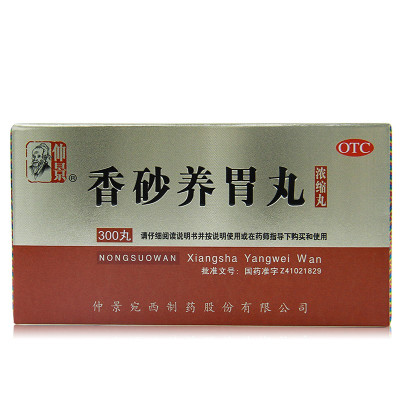 仲景®
OTC
香砂养胃丸
浓缩丸
300丸 请仔细阅读说明书并按说明使用或在药师指导下购买和使用
NONGSUOWAN Xiangsha Yangwei Wan
批准文号：国药准字Z41021829
仲景宛西制药股份有限公司